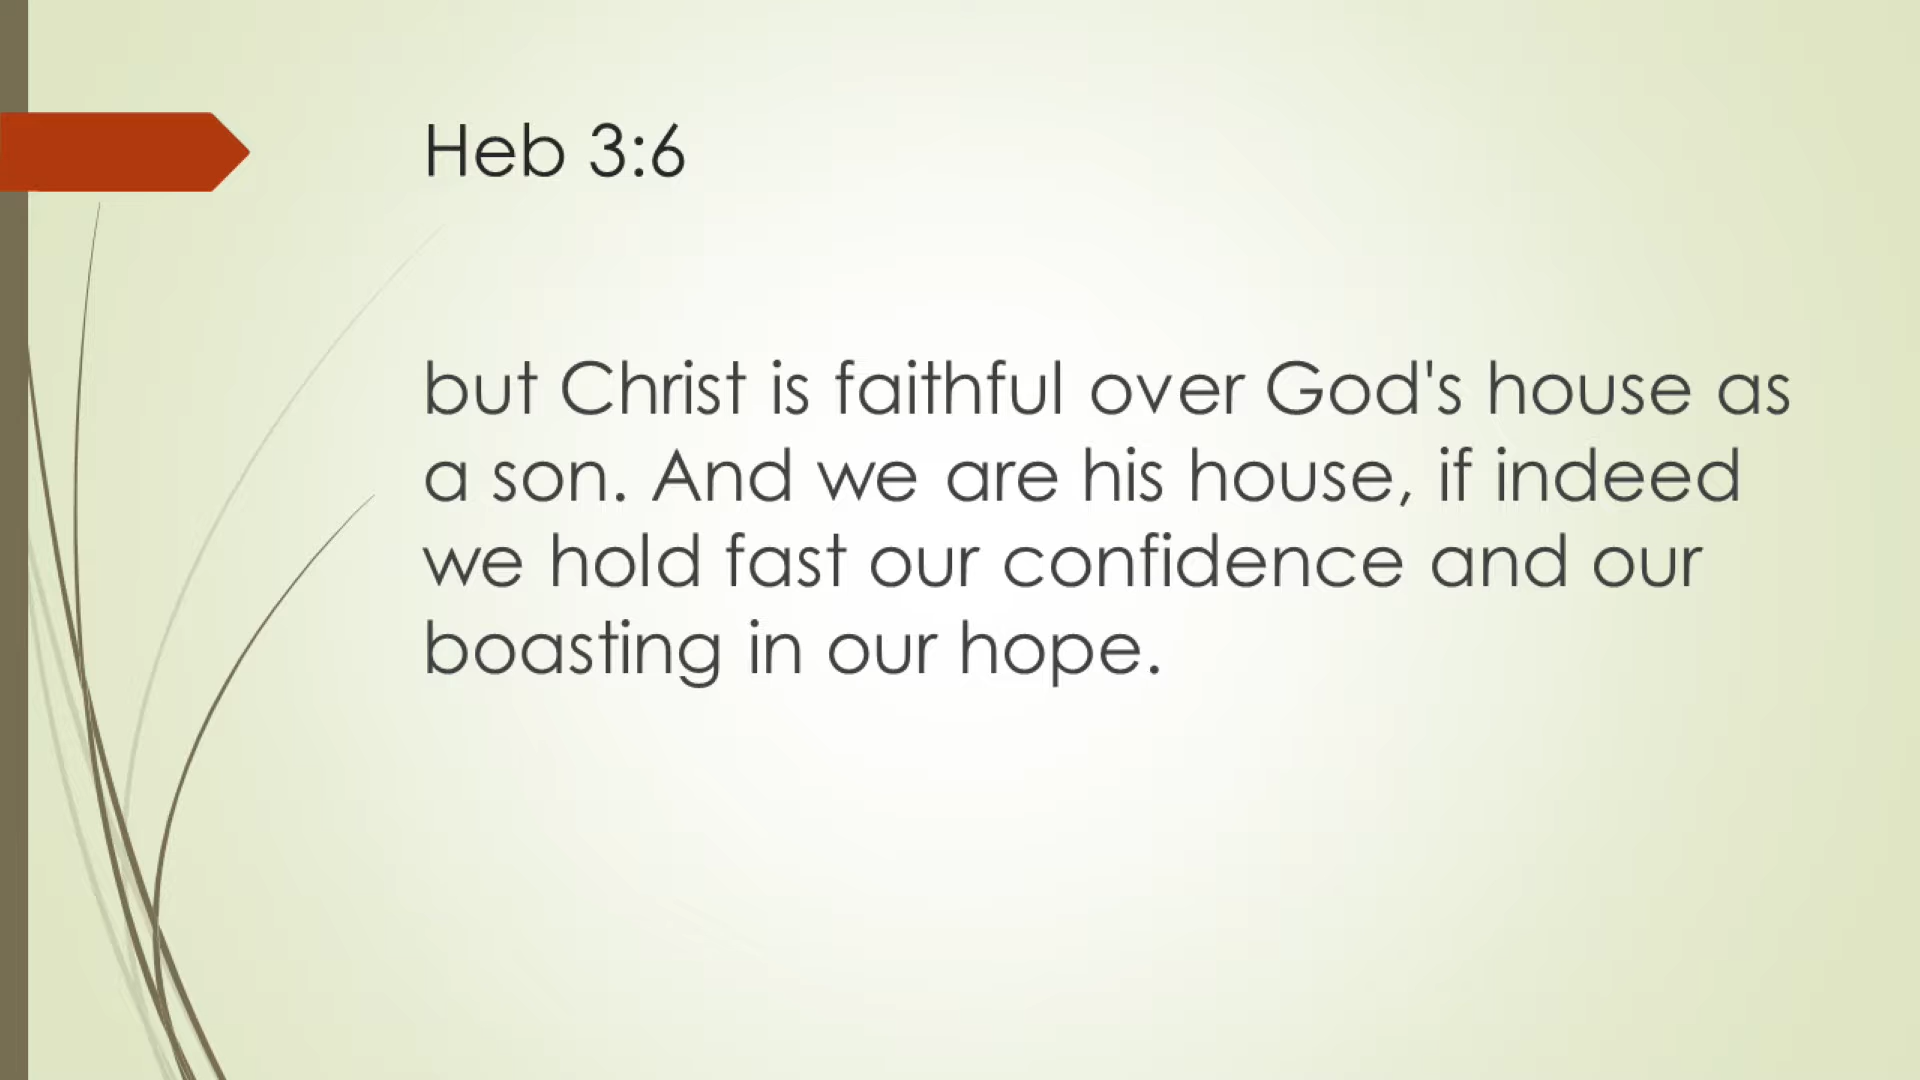 Heb 3:6
but Christ is faithful over God's house as
a son. And we are his house, if indeed
we hold fast our confidence and our
boasting in our hope.